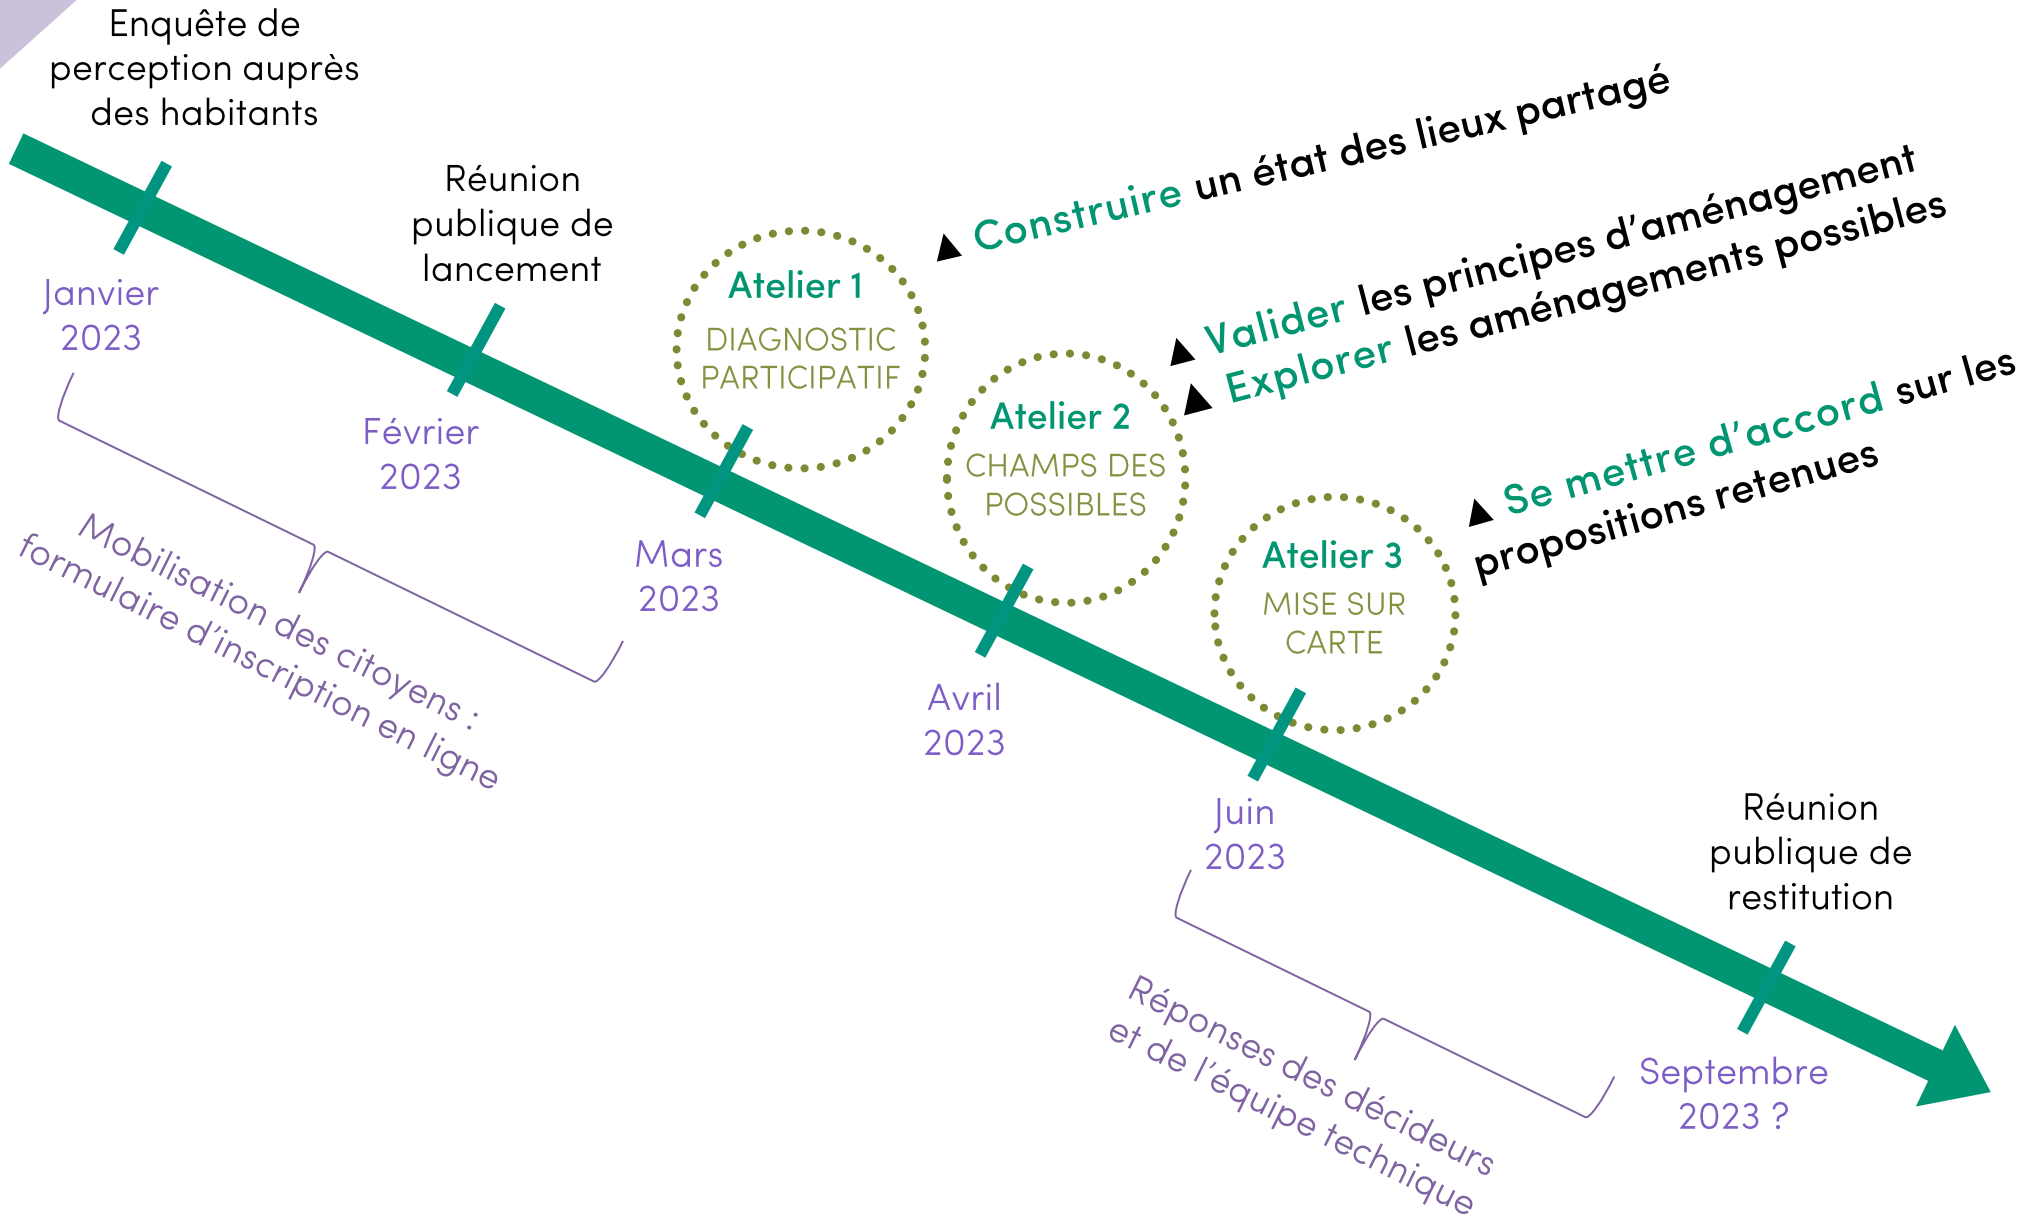 Enquête de
perception auprès
des habitants
Janvier
2023
Réunion
publique de
lancement
Février
2023
Mobilisation des citoyens :
formulaire d'inscription en ligne
Atelier 1
DIAGNOSTIC
PARTICIPATIF
▲ Construire un état des lieux partagé
Mars
2023
Atelier 2
CHAMPS DES
POSSIBLES
▲ Valider les principes d'aménagement
▲ Explorer les aménagements possibles
Avril
2023
Atelier 3
MISE SUR
CARTE
▲ Se mettre d'accord sur les
propositions retenues
Juin
2023
Réponses des décideurs
et de l'équipe technique
Réunion
publique de
restitution
Septembre
2023 ?